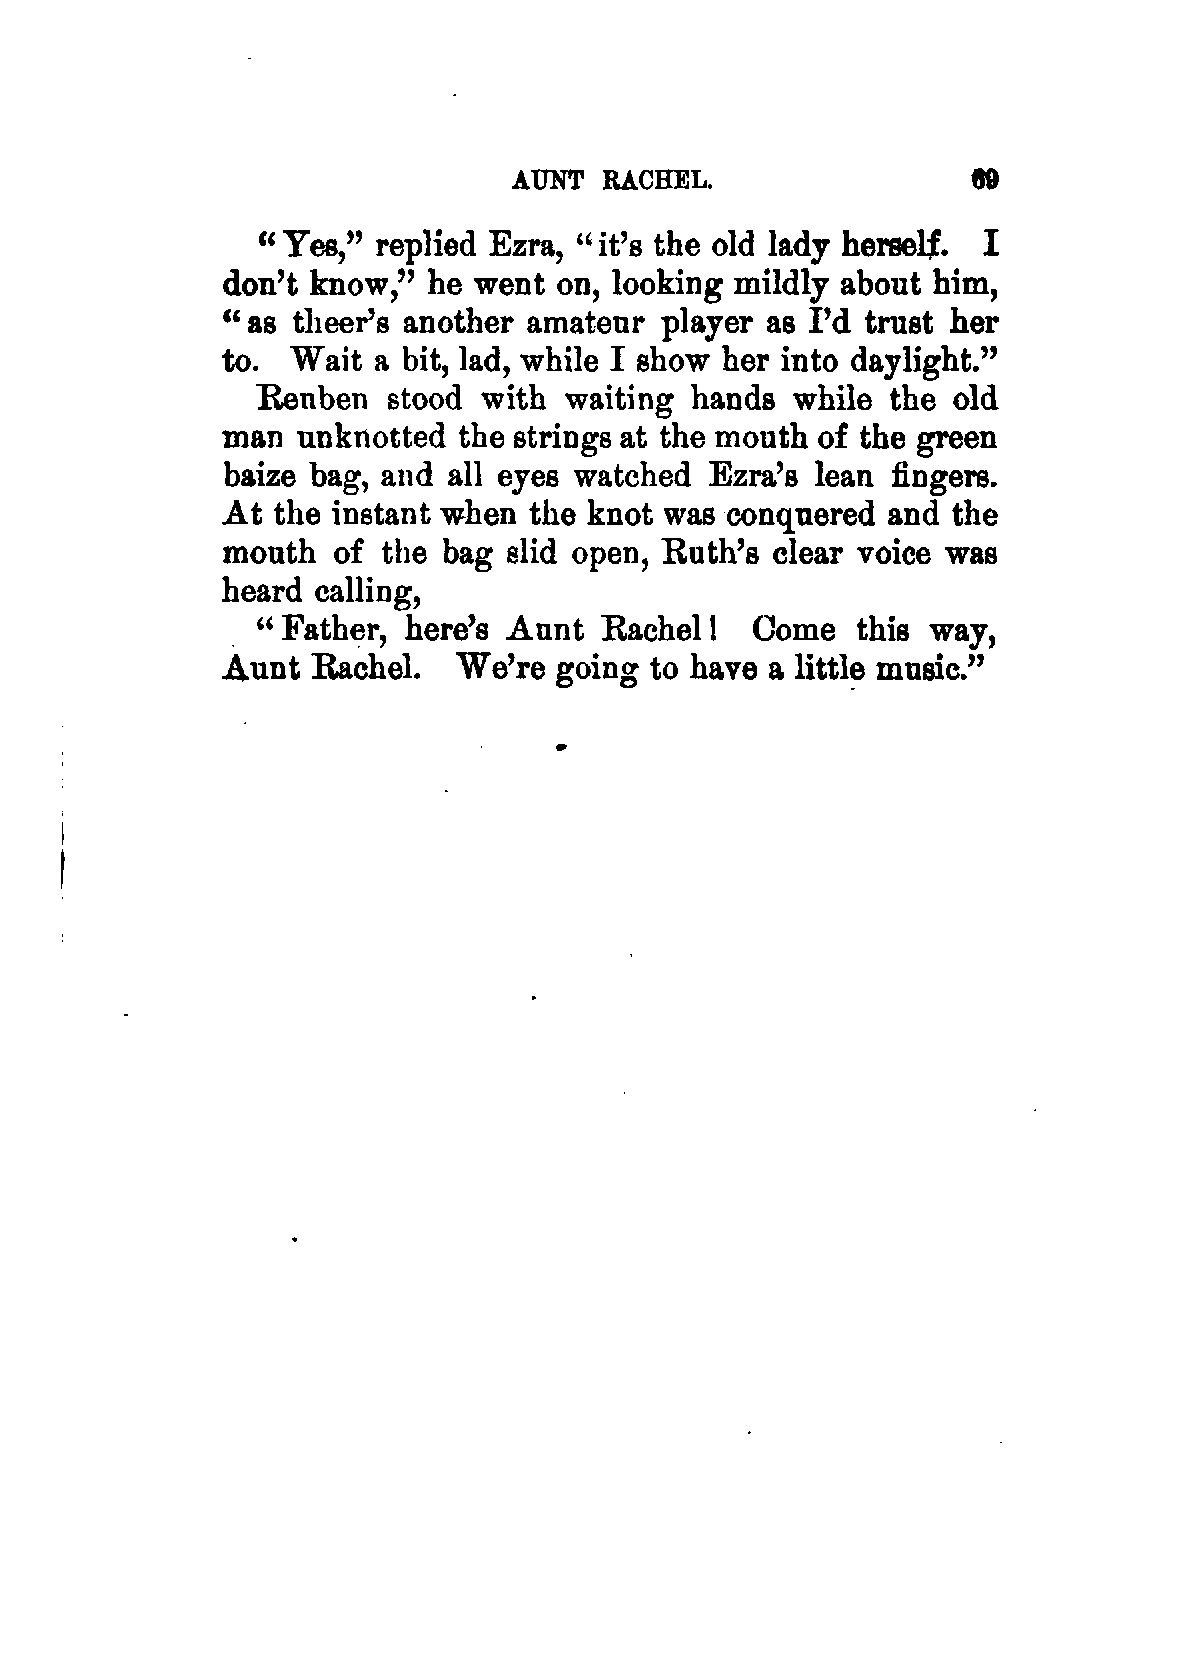 AUNT RACHEL. 69
“Yes,” replied Ezra, “it’s the old lady herself. I
don’t know,” he went on, looking mildly about him,
“as theer’s another amateur player as I’d trust her
to. Wait a bit, lad, while I show her into daylight.”
Reuben stood with waiting hands while the old
man unknotted the strings at the mouth of the green
baize bag, and all eyes watched Ezra’s lean fingers.
At the instant when the knot was conquered and the
mouth of the bag slid open, Ruth’s clear voice was
heard calling,
“Father, here’s Aunt Rachel! Come this way,
Aunt Rachel. We’re going to have a little music.”